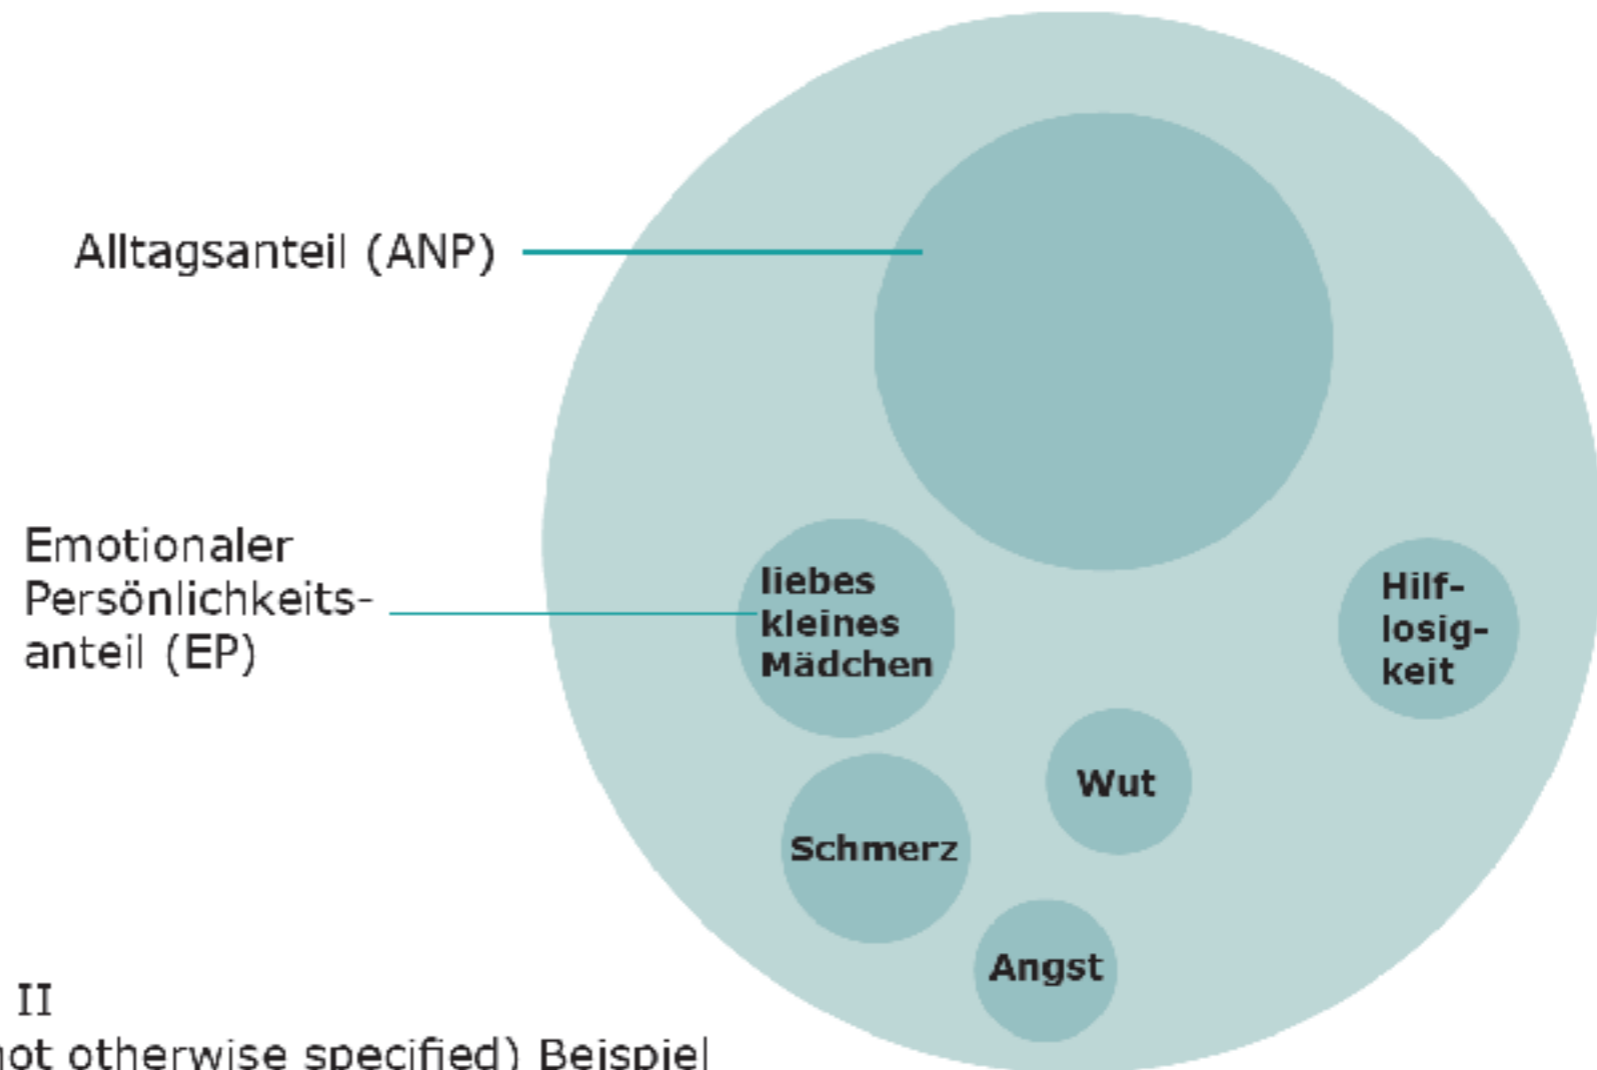 Alltagsanteil (ANP)
Emotionaler
Persönlichkeits-
anteil (EP)
liebes
kleines
Mädchen
Hilf-
losig-
keit
Wut
Schmerz
Angst
II
not otherwise specified) Beispiel